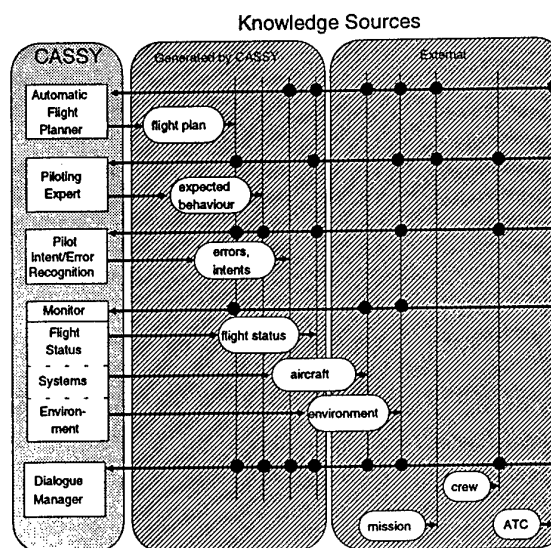 Knowledge Sources
CASSY
Generated by CASSY
External
Automatic
Flight
Planner
flight plan
Piloting
Expert
expected
behaviour
Pilot
Intent/Error
Recognition
errors,
intents
Monitor
Flight
Status
flight status
Systems
aircraft
Environ-
ment
environment
Dialogue
Manager
crew
mission
ATC